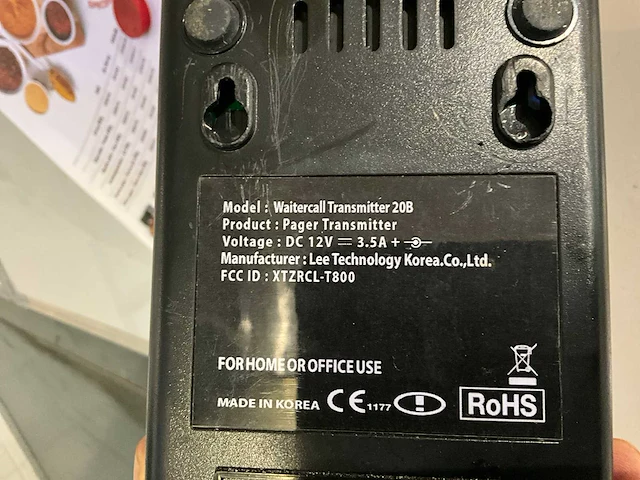 Model : Waitercall Transmitter 20B
Product : Pager Transmitter
Voltage : DC 12V ⎓ 3.5A +
Manufacturer : Lee Technology Korea.Co.,Ltd.
FCC ID : XTZRCL-T800
FOR HOME OR OFFICE USE
MADE IN KOREA CE 1177 RoHS